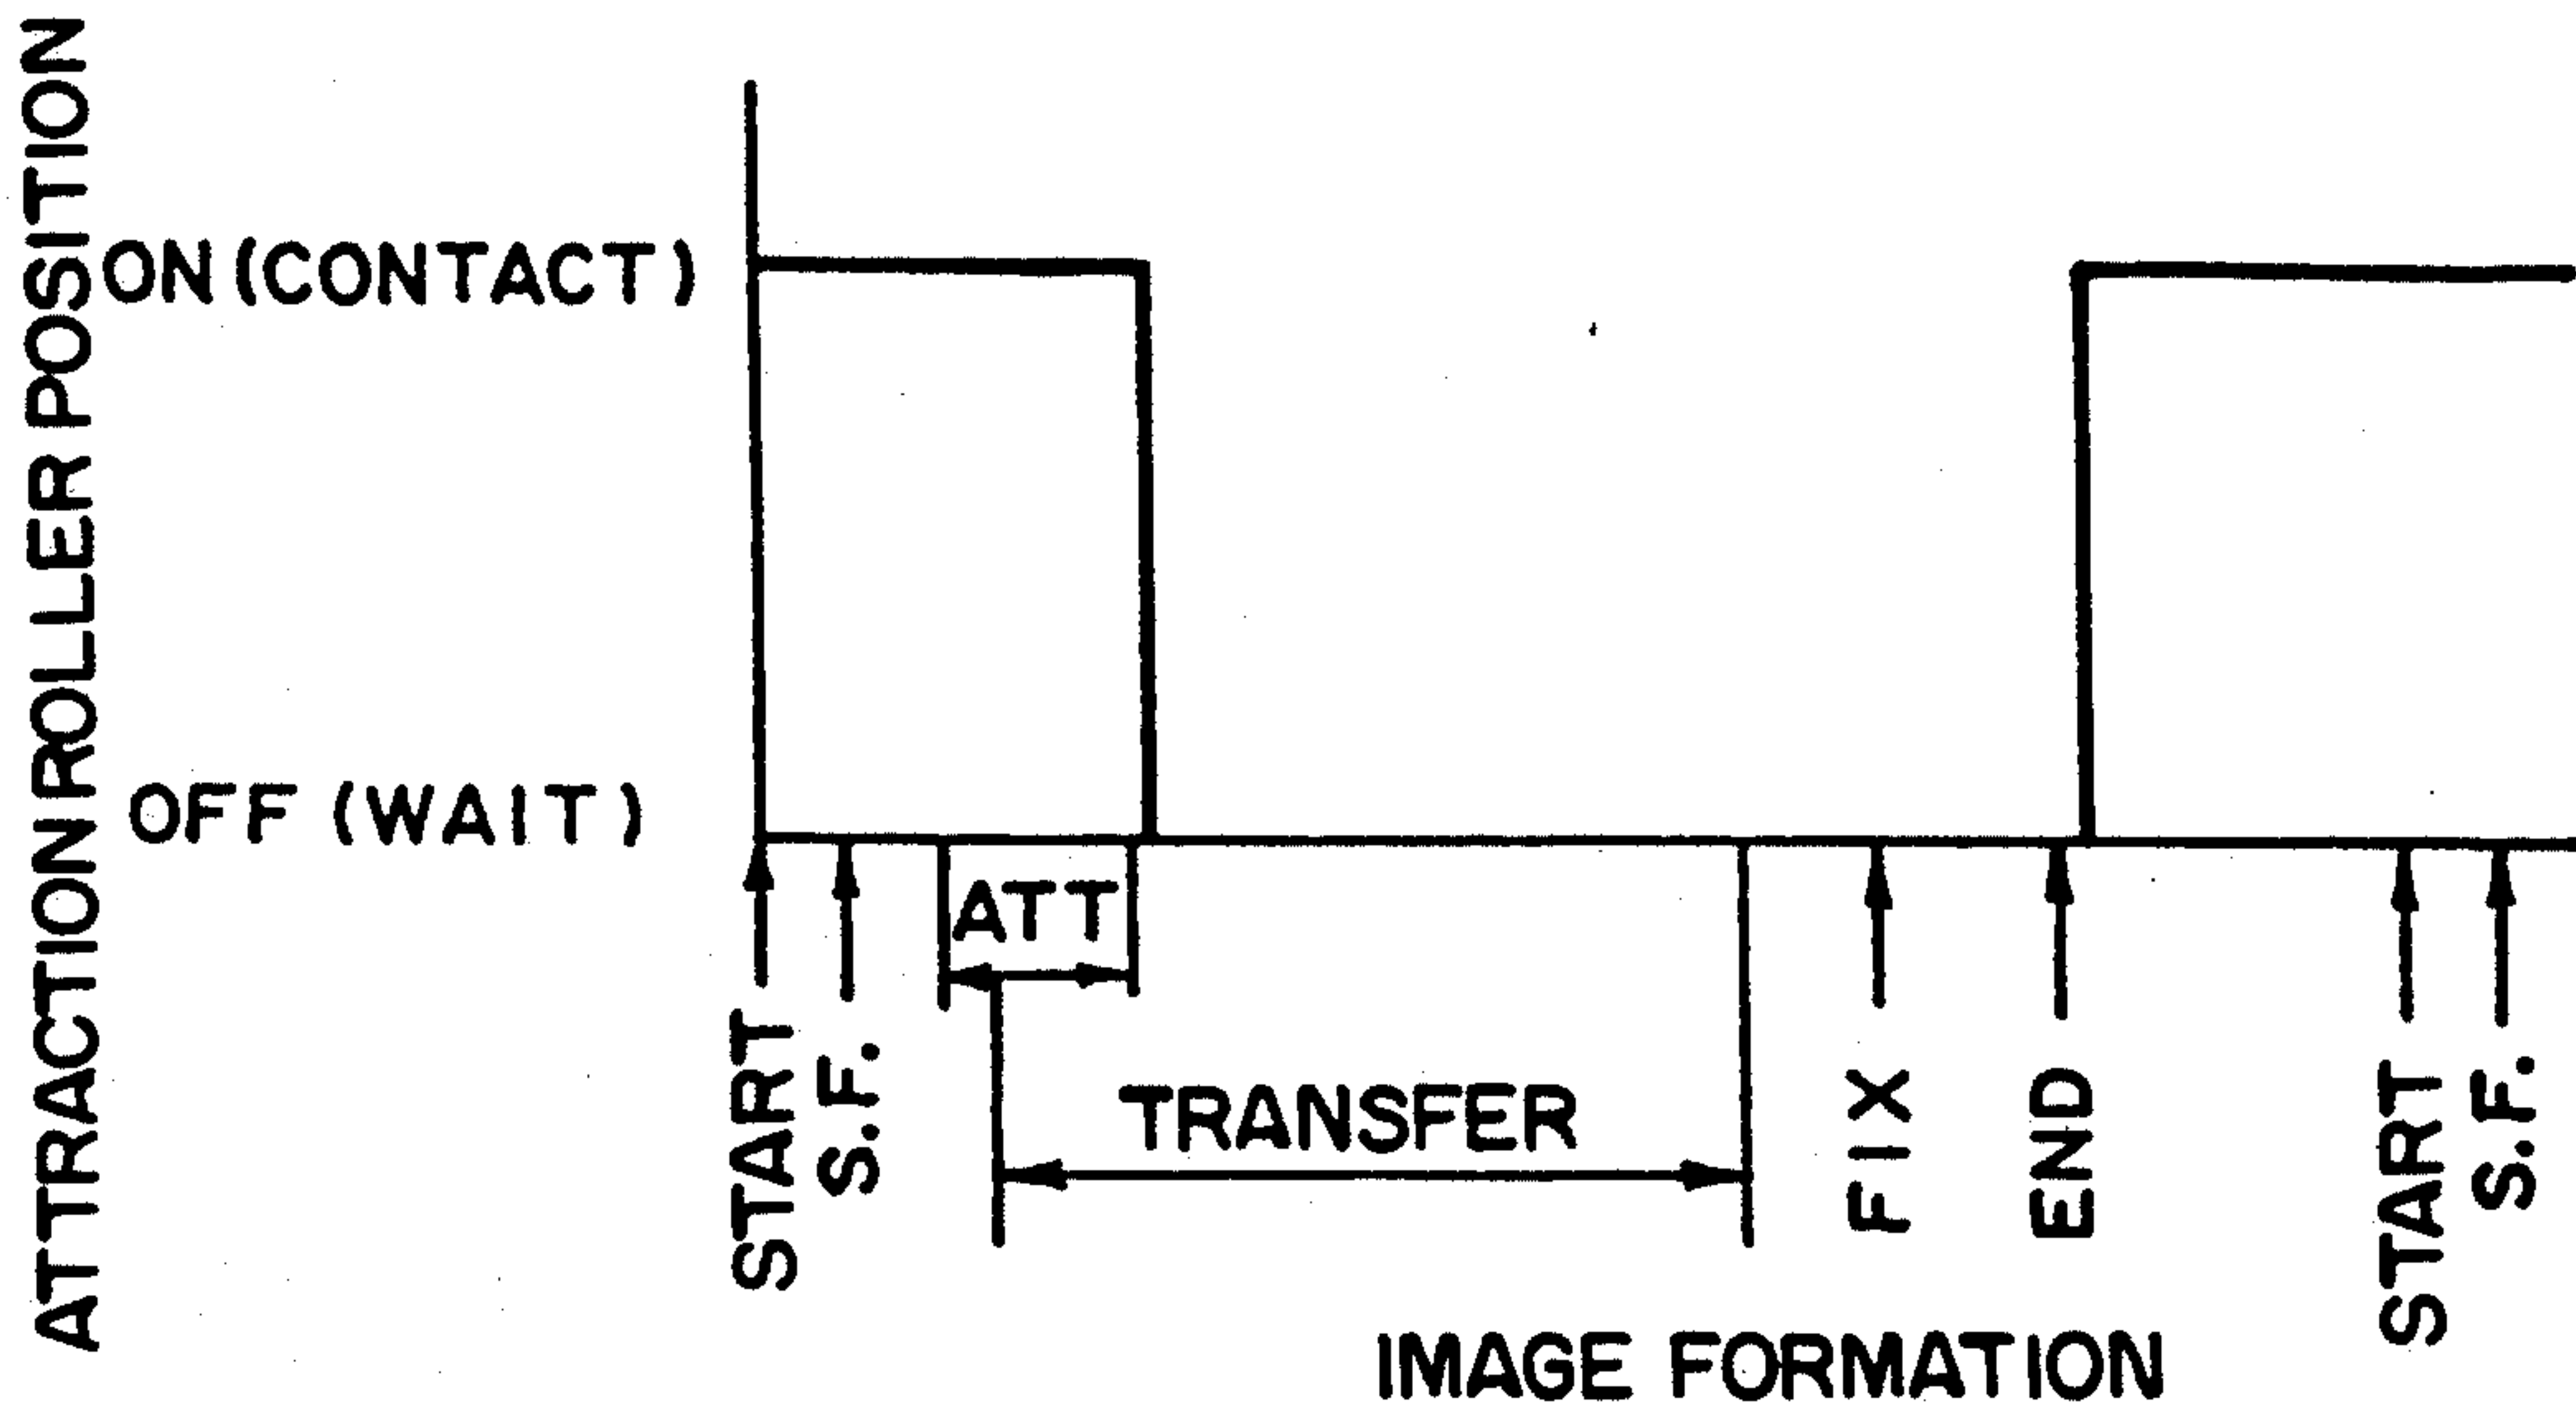 ATTRACTION ROLLER POSITION
ON (CONTACT)
OFF (WAIT)
ATT
START
S.F.
TRANSFER
FIX
END
START
S.F.
IMAGE FORMATION